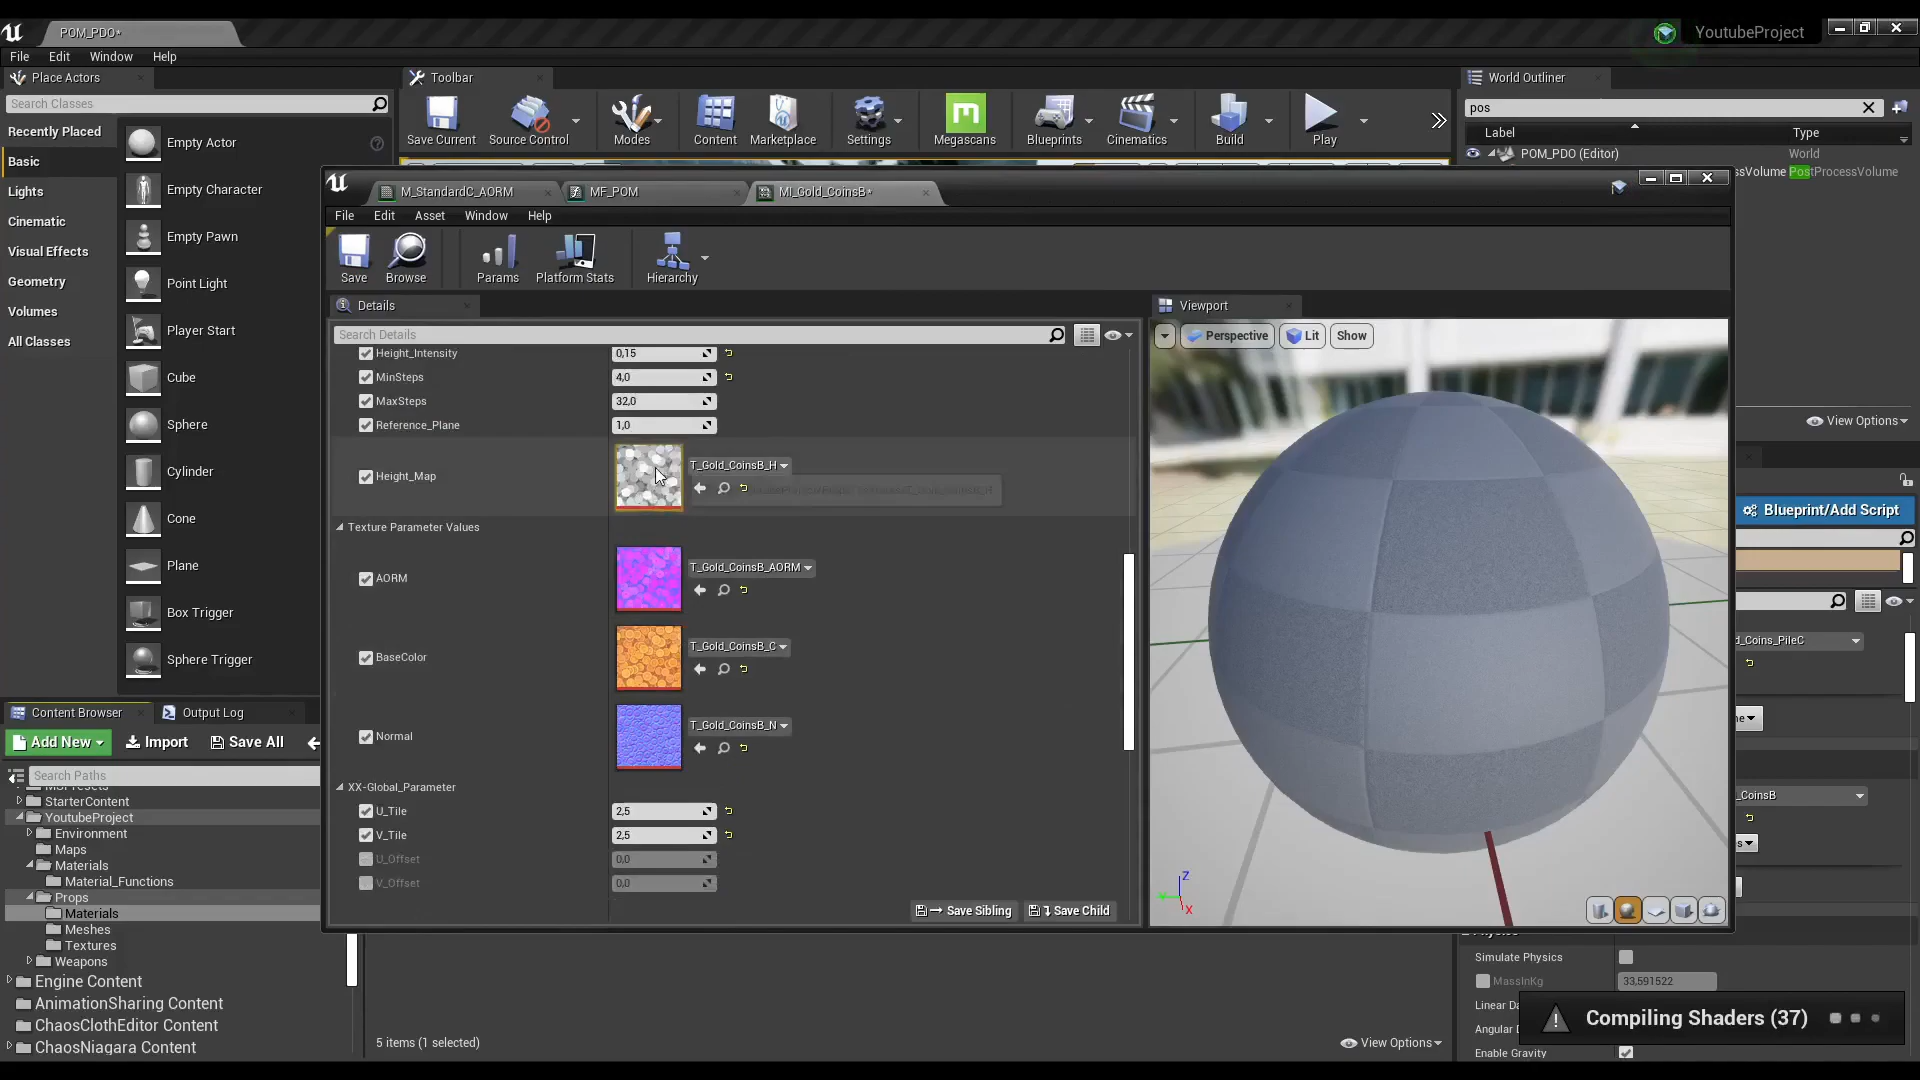 POM_PDO*
YoutubeProject
File Edit Window Help
Place Actors
Toolbar
World Outliner
Search Classes
pos
Recently Placed
Basic
Lights
Cinematic
Visual Effects
Geometry
Volumes
All Classes
Empty Actor
Empty Character
Empty Pawn
Point Light
Player Start
Cube
Sphere
Cylinder
Cone
Plane
Box Trigger
Sphere Trigger
Save Current
Source Control
Modes
Content
Marketplace
Settings
Megascans
Blueprints
Cinematics
Build
Play
Label Type
POM_PDO (Editor) World
ssVolume PostProcessVolume
M_StandardC_AORM
MF_POM
MI_Gold_CoinsB*
File Edit Asset Window Help
Save
Browse
Params
Platform Stats
Hierarchy
Details
Viewport
Search Details
Perspective
Lit
Show
Height_Intensity 0,15
MinSteps 4,0
MaxSteps 32,0
Reference_Plane 1,0
Height_Map T_Gold_CoinsB_H
Texture Parameter Values
AORM T_Gold_CoinsB_AORM
BaseColor T_Gold_CoinsB_C
Normal T_Gold_CoinsB_N
XX-Global_Parameter
U_Tile 2,5
V_Tile 2,5
U_Offset 0,0
V_Offset 0,0
Save Sibling
Save Child
Z
X
View Options
Blueprint/Add Script
d_Coins_PileC
_CoinsB
Simulate Physics
MassInKg 33,591522
Linear Da
Angular D
Enable Gravity
Compiling Shaders (37)
Content Browser
Output Log
Add New
Import
Save All
Search Paths
StarterContent
YoutubeProject
Environment
Maps
Materials
Material_Functions
Props
Materials
Meshes
Textures
Weapons
Engine Content
AnimationSharing Content
ChaosClothEditor Content
ChaosNiagara Content
5 items (1 selected)
View Options